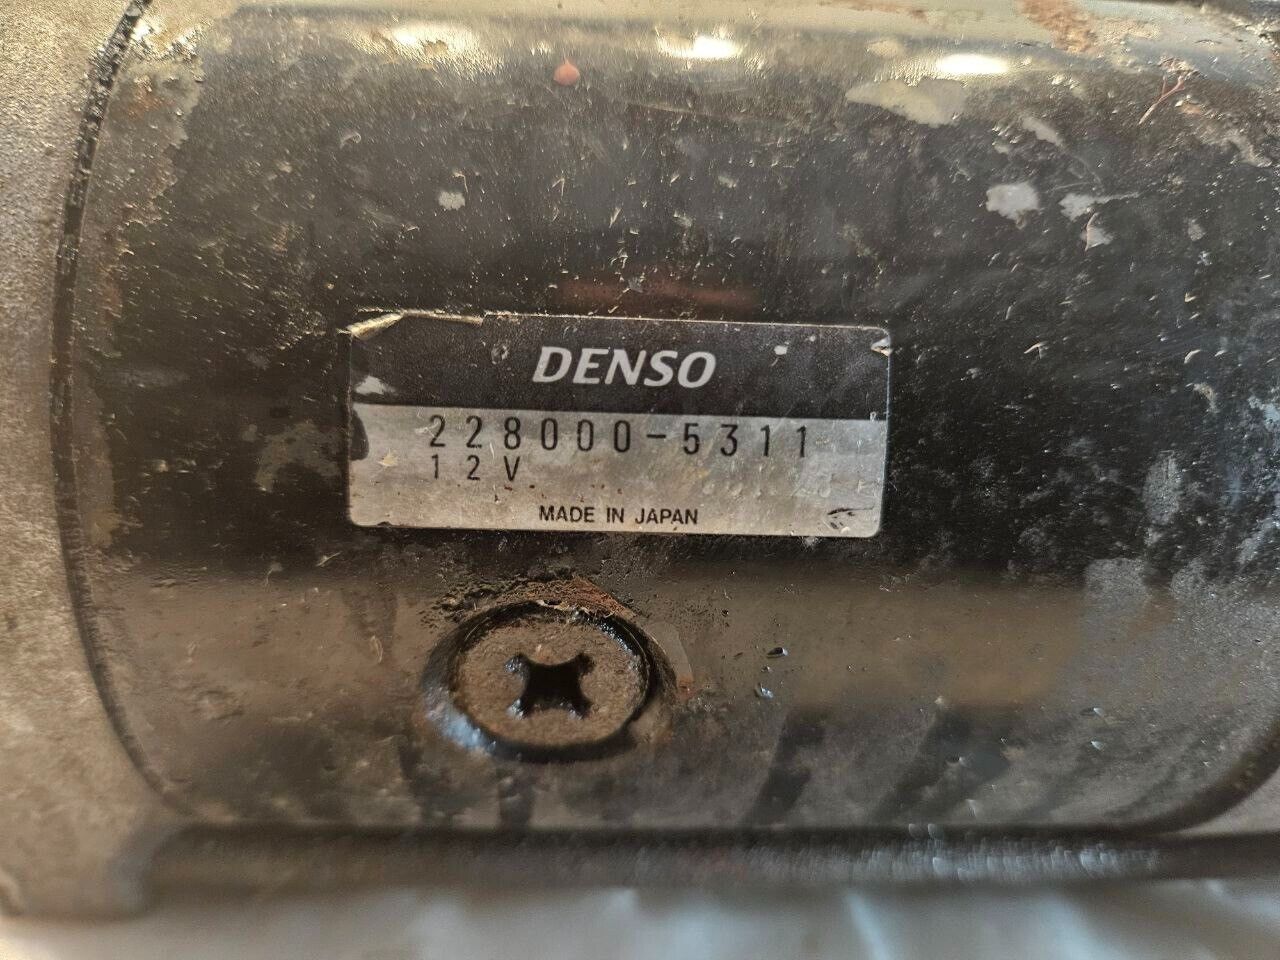 DENSO
228000-5311
12V
MADE IN JAPAN